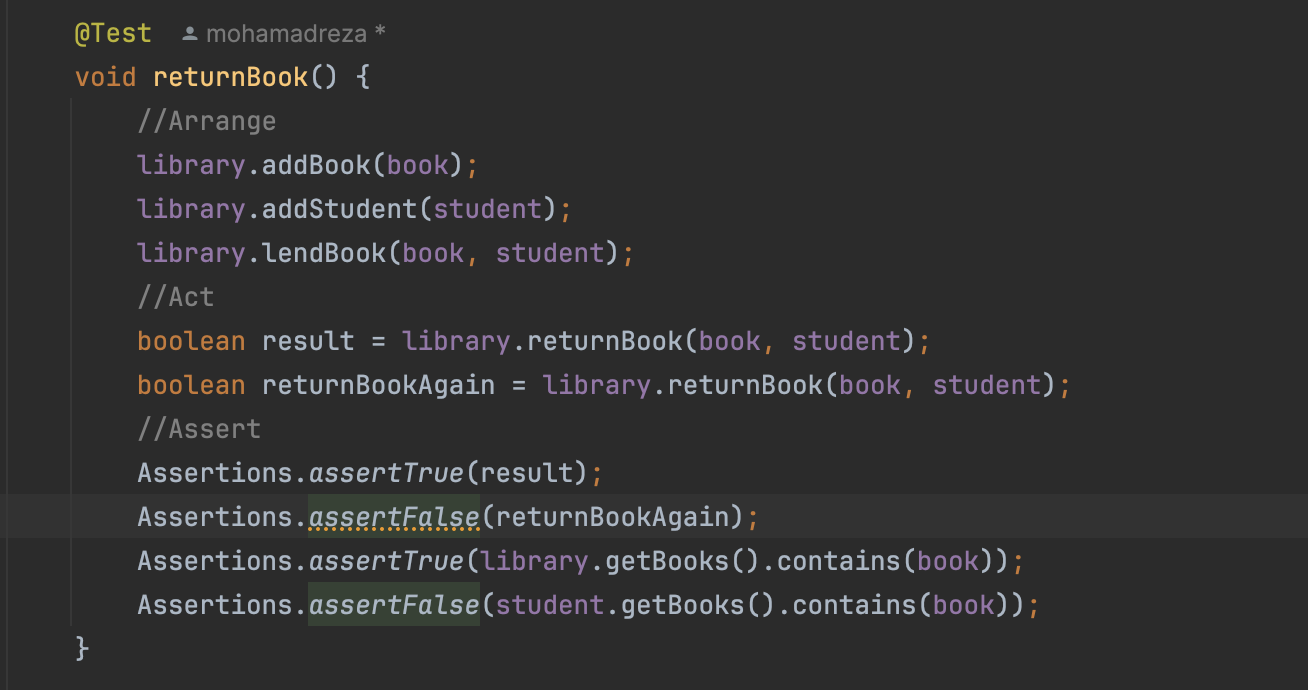 @Test mohamadreza *
void returnBook() {
//Arrange
library.addBook(book);
library.addStudent(student);
library.lendBook(book, student);
//Act
boolean result = library.returnBook(book, student);
boolean returnBookAgain = library.returnBook(book, student);
//Assert
Assertions.assertTrue(result);
Assertions.assertFalse(returnBookAgain);
Assertions.assertTrue(library.getBooks().contains(book));
Assertions.assertFalse(student.getBooks().contains(book));
}